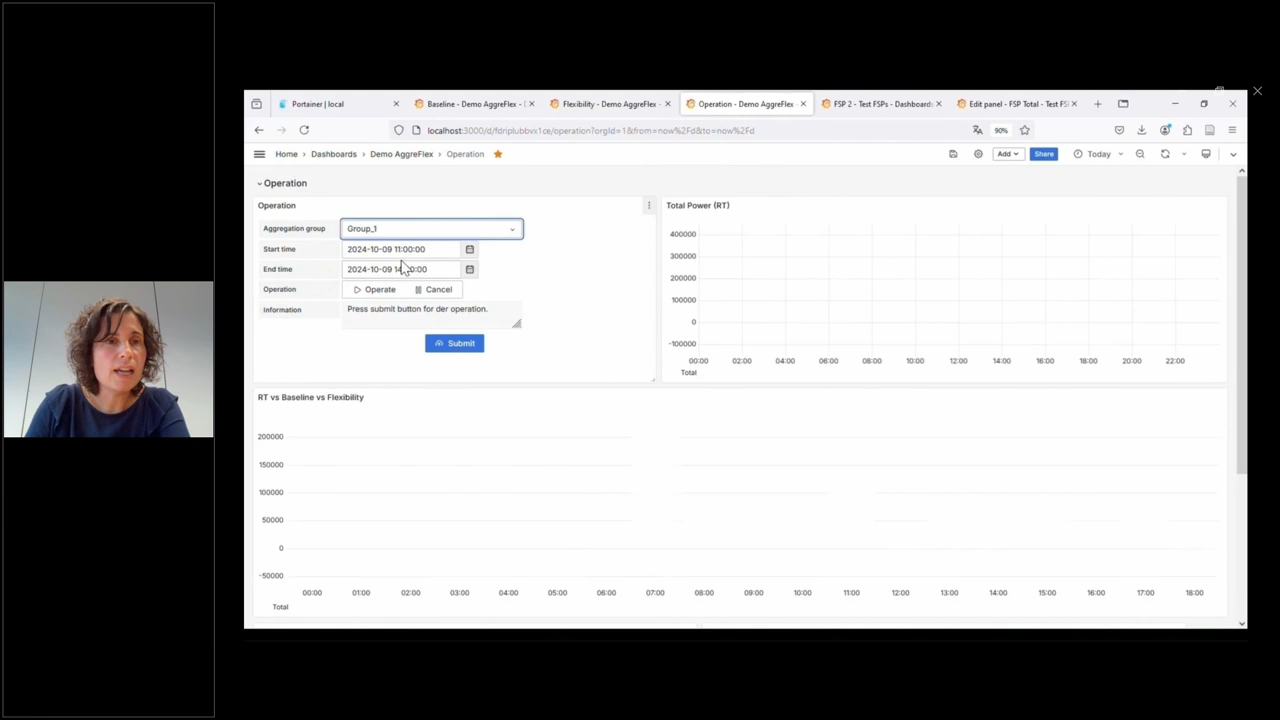 Portainer | local
Baseline - Demo AggreFlex -
Flexibility - Demo AggreFlex -
Operation - Demo AggreFlex
FSP 2 - Test FSPs - Dashboards
Edit panel - FSP Total - Test FS
localhost:3000/d/fdriplubbvx1ce/operation?orgId=1&from=now%2Fd&to=now%2Fd
90%
Home › Dashboards › Demo AggreFlex › Operation
Add
Share
Today
Operation
Operation
Aggregation group
Group_1
Start time
2024-10-09 11:00:00
End time
2024-10-09 14 0:00
Operation
Operate
Cancel
Information
Press submit button for der operation.
Submit
Total Power (RT)
400000
300000
200000
100000
0
-100000
00:00 02:00 04:00 06:00 08:00 10:00 12:00 14:00 16:00 18:00 20:00 22:00
Total
RT vs Baseline vs Flexibility
200000
150000
100000
50000
0
-50000
00:00 01:00 02:00 03:00 04:00 05:00 06:00 07:00 08:00 09:00 10:00 11:00 12:00 13:00 14:00 15:00 16:00 17:00 18:00
Total